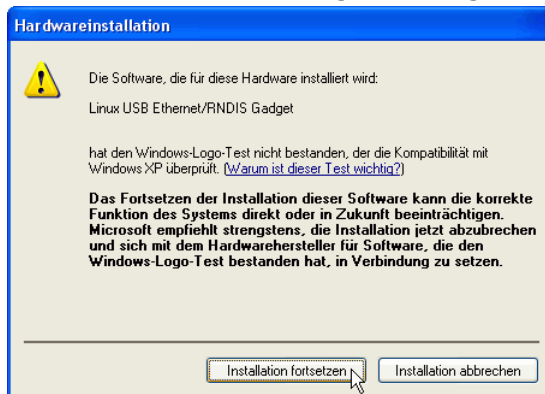 Hardwareinstallation
Die Software, die für diese Hardware installiert wird:
Linux USB Ethernet/RNDIS Gadget
hat den Windows-Logo-Test nicht bestanden, der die Kompatibilität mit
Windows XP überprüft. (Warum ist dieser Test wichtig?)
Das Fortsetzen der Installation dieser Software kann die korrekte
Funktion des Systems direkt oder in Zukunft beeinträchtigen.
Microsoft empfiehlt strengstens, die Installation jetzt abzubrechen
und sich mit dem Hardwarehersteller für Software, die den
Windows-Logo-Test bestanden hat, in Verbindung zu setzen.
Installation fortsetzen
Installation abbrechen